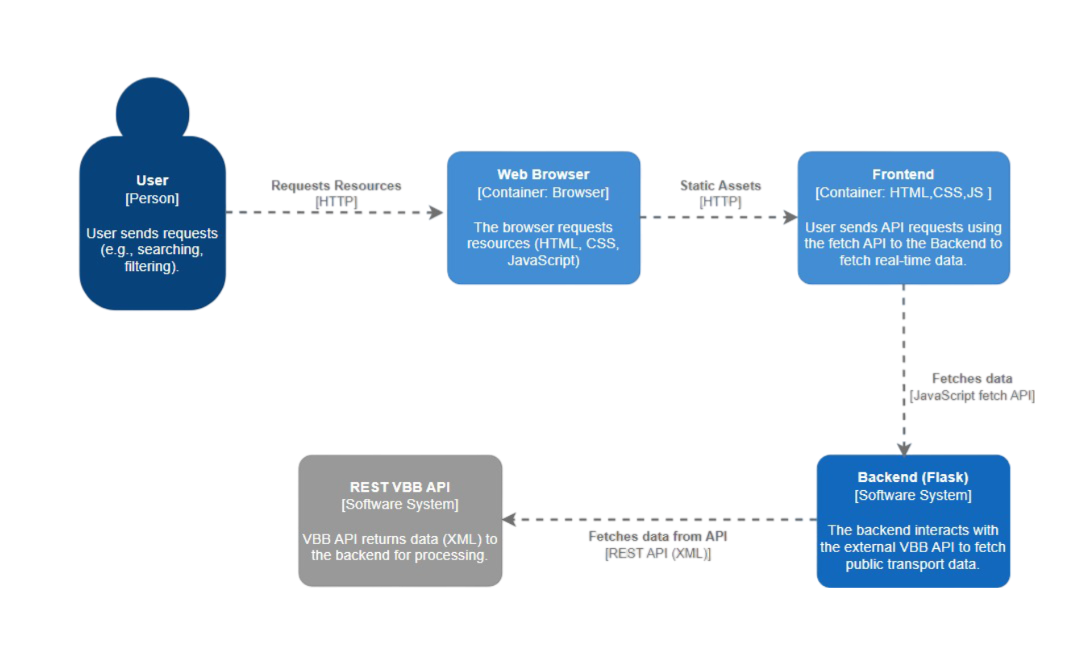 User
[Person]
User sends requests
(e.g., searching,
filtering).
Requests Resources
[HTTP]
Web Browser
[Container: Browser]
The browser requests
resources (HTML, CSS,
JavaScript)
Static Assets
[HTTP]
Frontend
[Container: HTML,CSS,JS ]
User sends API requests using
the fetch API to the Backend to
fetch real-time data.
Fetches data
[JavaScript fetch API]
Backend (Flask)
[Software System]
The backend interacts with
the external VBB API to fetch
public transport data.
Fetches data from API
[REST API (XML)]
REST VBB API
[Software System]
VBB API returns data (XML) to
the backend for processing.